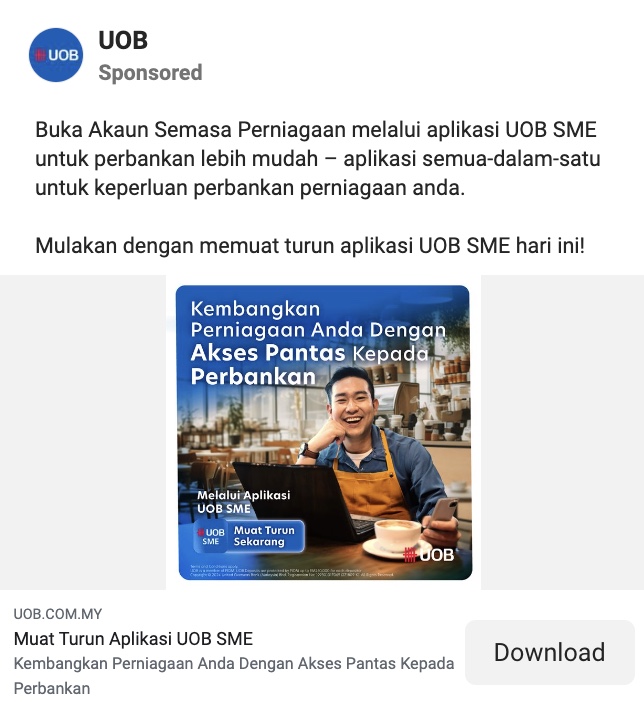 UOB
UOB
Sponsored
Buka Akaun Semasa Perniagaan melalui aplikasi UOB SME
untuk perbankan lebih mudah – aplikasi semua-dalam-satu
untuk keperluan perbankan perniagaan anda.
Mulakan dengan memuat turun aplikasi UOB SME hari ini!
Kembangkan
Perniagaan Anda Dengan
Akses Pantas Kepada
Perbankan
Melalui Aplikasi
UOB SME
UOB
SME
Muat Turun
Sekarang
UOB
UOB.COM.MY
Muat Turun Aplikasi UOB SME
Kembangkan Perniagaan Anda Dengan Akses Pantas Kepada
Perbankan
Download